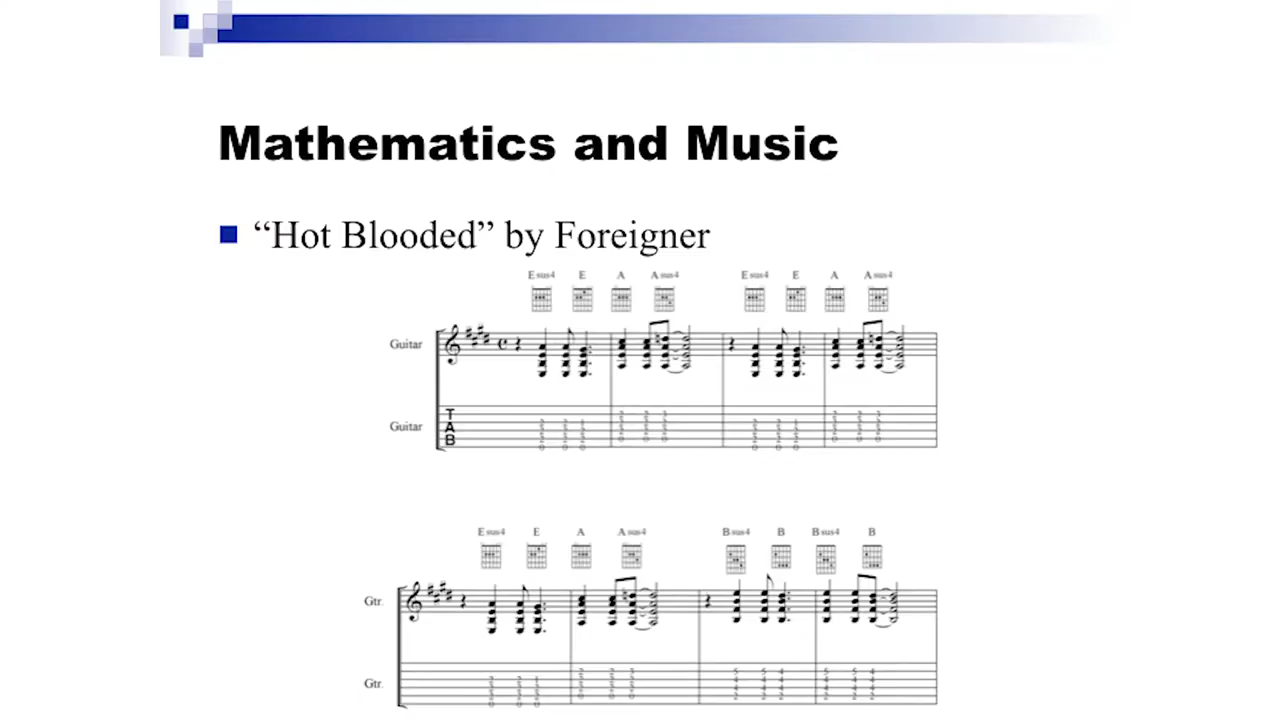 Mathematics and Music
“Hot Blooded” by Foreigner
Esus4 E A Asus4 Esus4 E A Asus4
Guitar
Guitar
T
A
B
Esus4 E A Asus4 Bsus4 B Bsus4 B
Gtr.
Gtr.